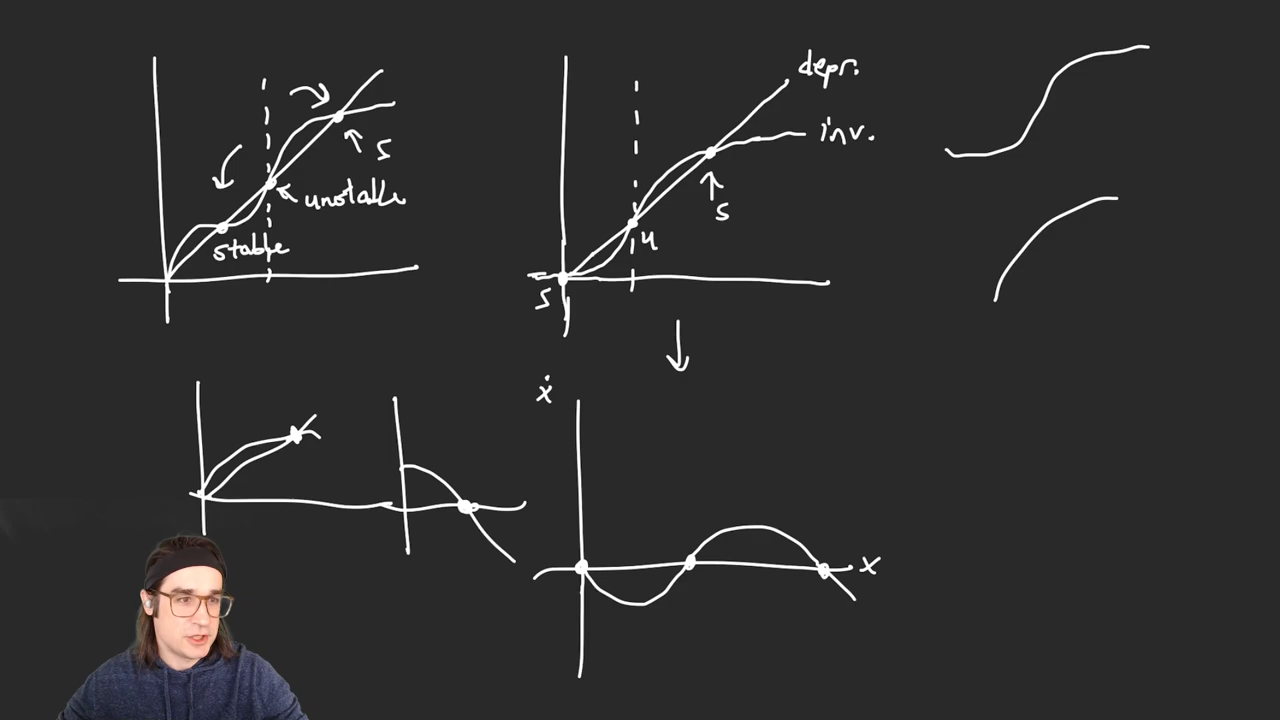 depr.
inv.
S
unstable
stable
u
S
S
ẋ
x